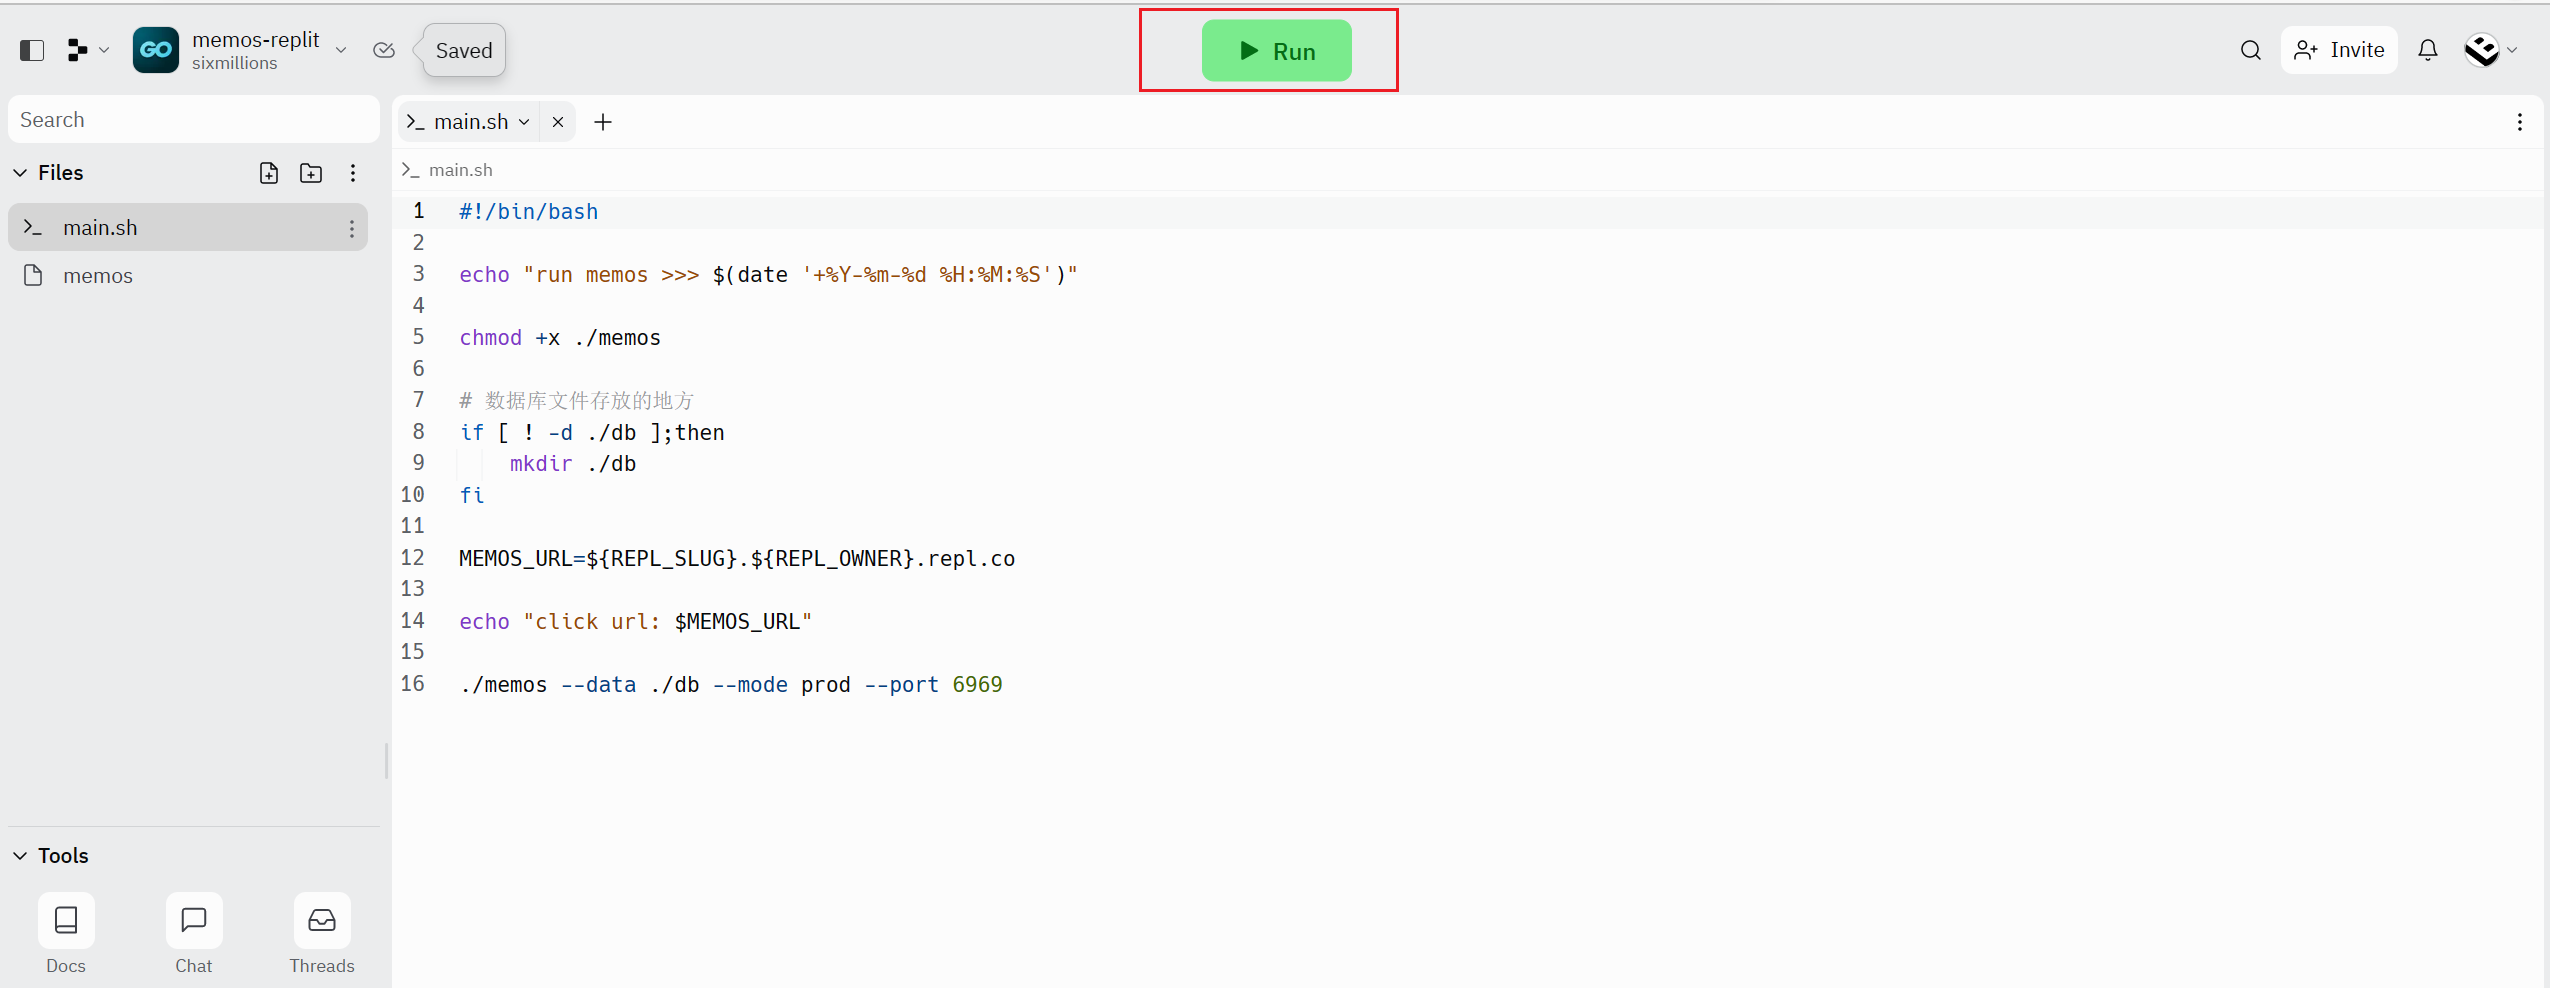 GO
memos-replit
sixmillions
Saved
Run
Invite
Search
Files
main.sh
memos
main.sh
main.sh
1 #!/bin/bash
2
3 echo "run memos >>> $(date '+%Y-%m-%d %H:%M:%S')"
4
5 chmod +x ./memos
6
7 # 数据库文件存放的地方
8 if [ ! -d ./db ];then
9     mkdir ./db
10 fi
11
12 MEMOS_URL=${REPL_SLUG}.${REPL_OWNER}.repl.co
13
14 echo "click url: $MEMOS_URL"
15
16 ./memos --data ./db --mode prod --port 6969
Tools
Docs
Chat
Threads